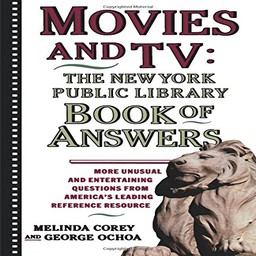 MOVIES
AND TV:
THE NEW YORK
PUBLIC LIBRARY
BOOK OF
ANSWERS
MORE UNUSUAL
AND ENTERTAINING
QUESTIONS FROM
AMERICA'S LEADING
REFERENCE RESOURCE
MELINDA COREY
AND GEORGE OCHOA